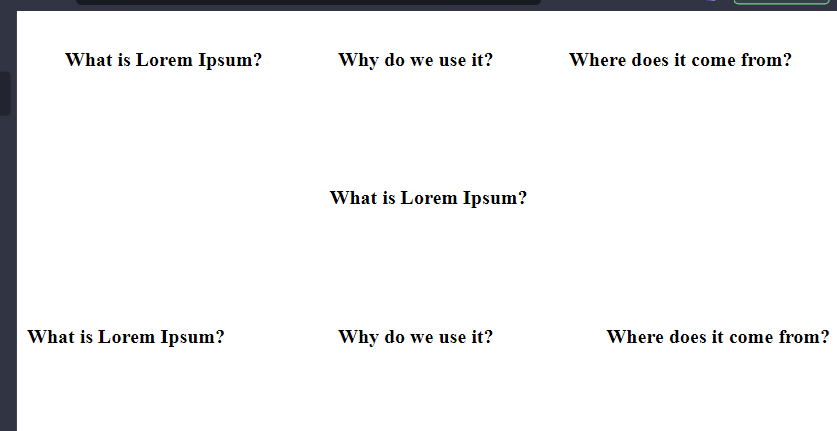 What is Lorem Ipsum? Why do we use it? Where does it come from?
What is Lorem Ipsum?
What is Lorem Ipsum? Why do we use it? Where does it come from?